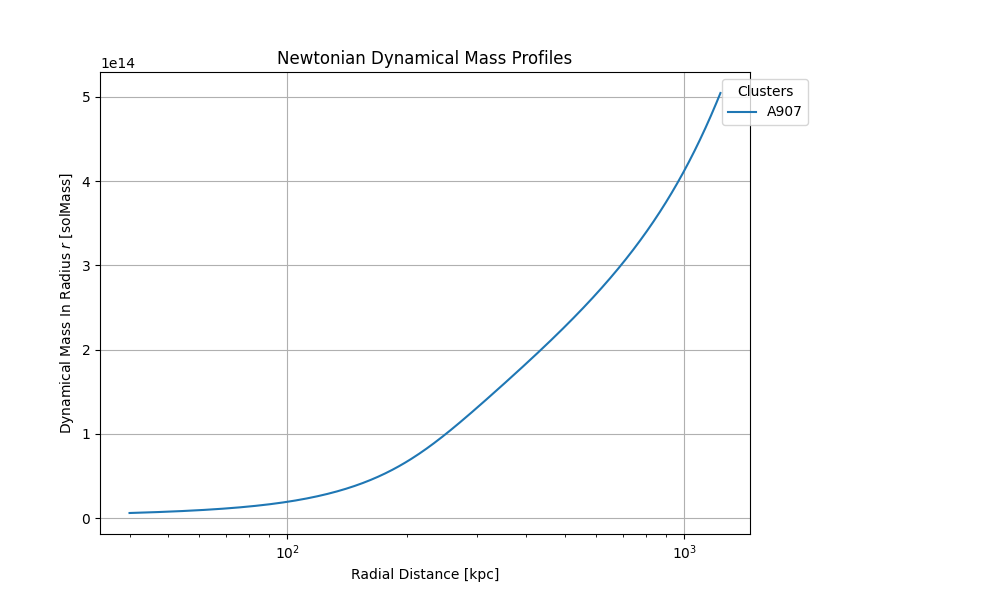 Newtonian Dynamical Mass Profiles
1e14
Clusters
A907
5
4
3
2
1
0
Dynamical Mass In Radius r [solMass]
10²
10³
Radial Distance [kpc]